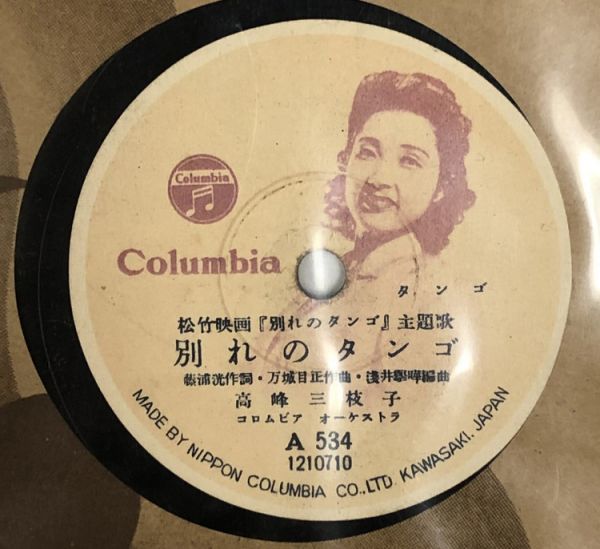 Columbia
Columbia
タンゴ
松竹映画『別れのタンゴ』主題歌
別れのタンゴ
藤浦洸作詞・万城目正作曲・浅井擧曄編曲
高峰三枝子
コロムビア オーケストラ
A 534
1210710
MADE BY NIPPON COLUMBIA CO.,LTD. KAWASAKI. JAPAN